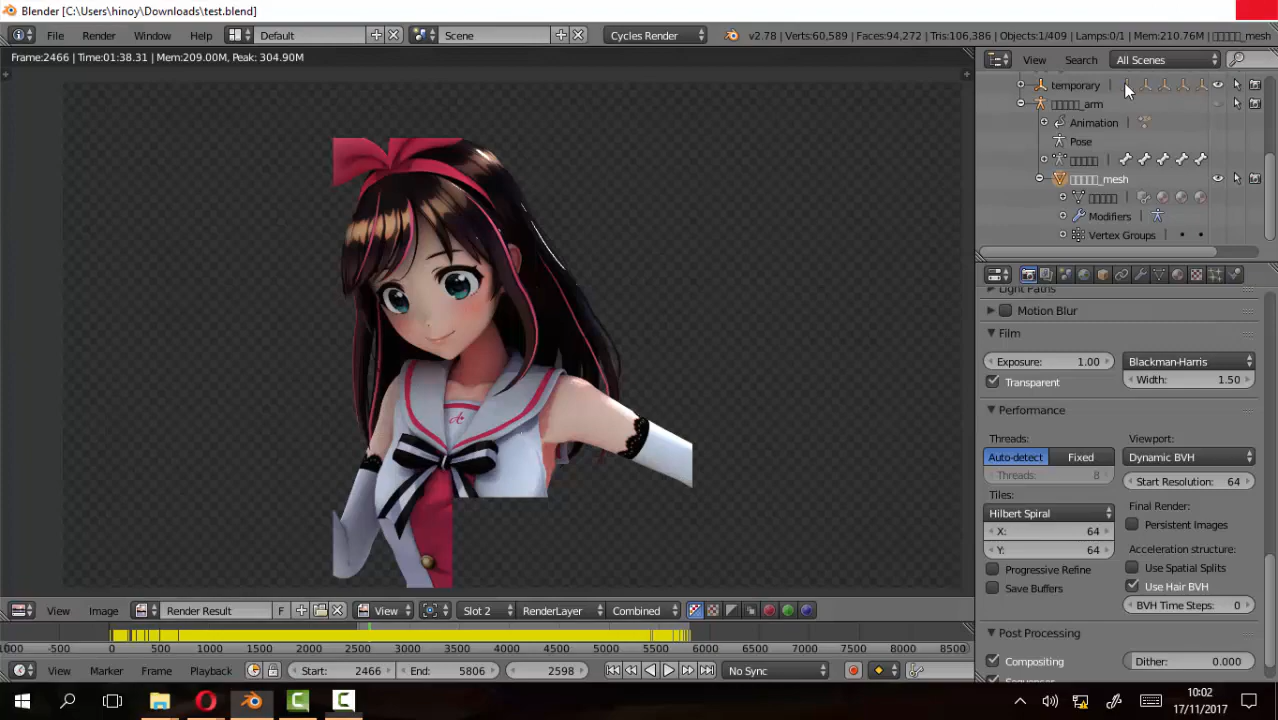 Blender [C:\Users\hinoy\Downloads\test.blend]
File Render Window Help Default Scene Cycles Render v2.78 | Verts:60,589 | Faces:94,272 | Tris:106,386 | Objects:1/409 | Lamps:0/1 | Mem:210.76M | _mesh
Frame:2466 | Time:01:38.31 | Mem:209.00M, Peak: 304.90M
View Search All Scenes
temporary
_arm
Animation
Pose
_mesh
Modifiers
Vertex Groups
Light Paths
Motion Blur
Film
Exposure: 1.00 Blackman-Harris
Transparent Width: 1.50
Performance
Threads: Viewport:
Auto-detect Fixed Dynamic BVH
Threads: 8 Start Resolution: 64
Tiles: Final Render:
Hilbert Spiral Persistent Images
X: 64 Acceleration structure:
Y: 64 Use Spatial Splits
Progressive Refine Use Hair BVH
Save Buffers BVH Time Steps: 0
Post Processing
Compositing Dither: 0.000
View Image Render Result F View Slot 2 RenderLayer Combined
-500 0 500 1000 1500 2000 2500 3000 3500 4000 4500 5000 5500 6000 6500 7000 7500 8000 8500
View Marker Frame Playback Start: 2466 End: 5806 2598 No Sync
10:02
17/11/2017